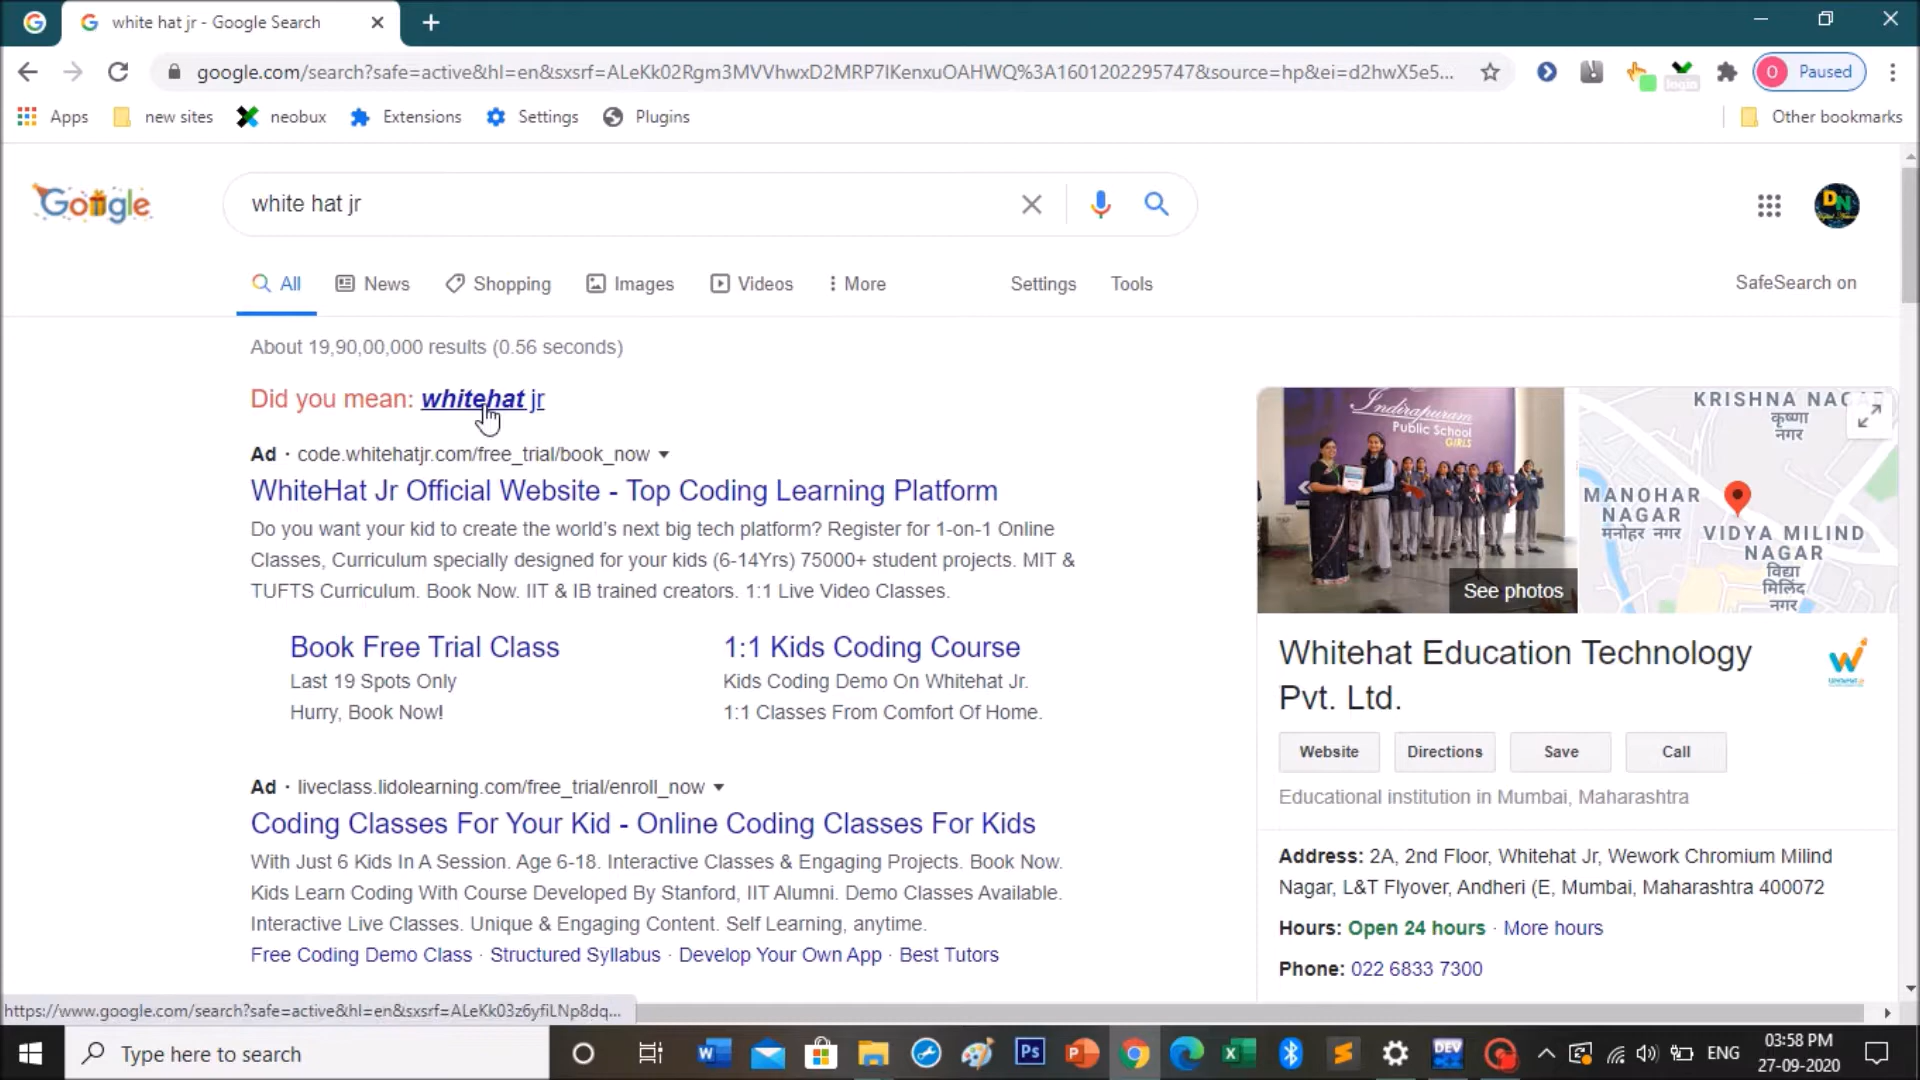 white hat jr - Google Search
google.com/search?safe=active&hl=en&sxsrf=ALeKk02Rgm3MVVhwxD2MRP7IKenxuOAHWQ%3A1601202295747&source=hp&ei=d2hwX5e5...
Paused
Apps
new sites
neobux
Extensions
Settings
Plugins
Other bookmarks
Google
white hat jr
All
News
Shopping
Images
Videos
More
Settings
Tools
SafeSearch on
About 19,90,00,000 results (0.56 seconds)
Did you mean: whitehat jr
Ad · code.whitehatjr.com/free_trial/book_now
WhiteHat Jr Official Website - Top Coding Learning Platform
Do you want your kid to create the world's next big tech platform? Register for 1-on-1 Online
Classes, Curriculum specially designed for your kids (6-14Yrs) 75000+ student projects. MIT &
TUFTS Curriculum. Book Now. IIT & IB trained creators. 1:1 Live Video Classes.
Book Free Trial Class
Last 19 Spots Only
Hurry, Book Now!
1:1 Kids Coding Course
Kids Coding Demo On Whitehat Jr.
1:1 Classes From Comfort Of Home.
Ad · liveclass.lidolearning.com/free_trial/enroll_now
Coding Classes For Your Kid - Online Coding Classes For Kids
With Just 6 Kids In A Session. Age 6-18. Interactive Classes & Engaging Projects. Book Now.
Kids Learn Coding With Course Developed By Stanford, IIT Alumni. Demo Classes Available.
Interactive Live Classes. Unique & Engaging Content. Self Learning, anytime.
Free Coding Demo Class · Structured Syllabus · Develop Your Own App · Best Tutors
Indirapuram
Public School
GIRLS
See photos
KRISHNA NAGA
कृष्णा
नगर
MANOHAR
NAGAR
मनोहर नगर
VIDYA MILIND
NAGAR
विद्या
मिलिंद
नगर
Whitehat Education Technology
Pvt. Ltd.
Website
Directions
Save
Call
Educational institution in Mumbai, Maharashtra
Address: 2A, 2nd Floor, Whitehat Jr, Wework Chromium Milind
Nagar, L&T Flyover, Andheri (E, Mumbai, Maharashtra 400072
Hours: Open 24 hours · More hours
Phone: 022 6833 7300
https://www.google.com/search?safe=active&hl=en&sxsrf=ALeKk03z6yfiLNp8dq...
Type here to search
Ps
DEV
ENG
03:58 PM
27-09-2020